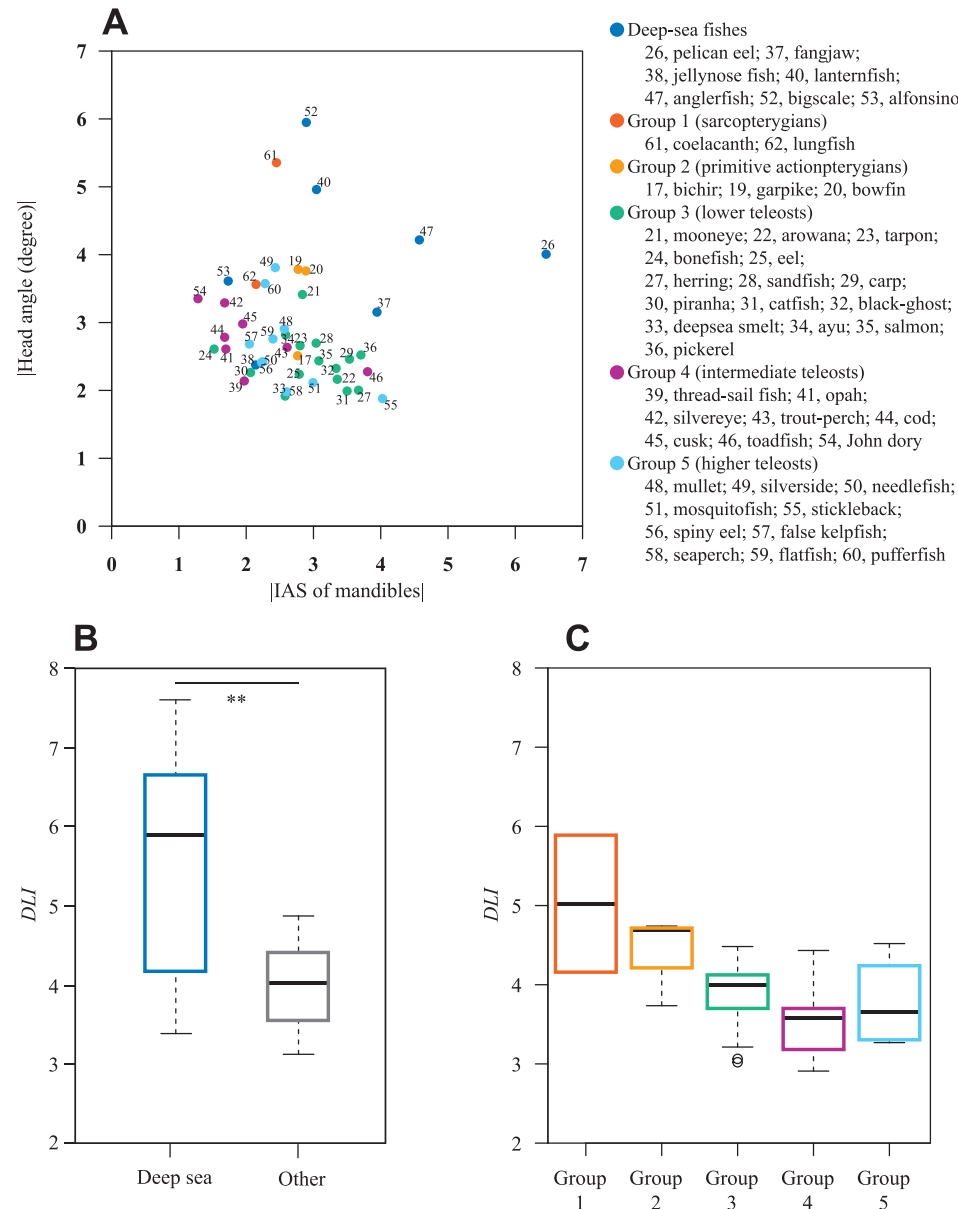 A
7
6
5
4
3
2
1
0
|Head angle (degree)|
52
61
40
47
26
49
19
20
53
62
60
21
37
54
42
45
48
44
57
59
34
23
28
24
41
43
17
35
29
36
38
50
30
56
25
32
22
46
39
33
58
51
31
27
55
0 1 2 3 4 5 6 7
|IAS of mandibles|
Deep-sea fishes
26, pelican eel; 37, fangjaw;
38, jellynose fish; 40, lanternfish;
47, anglerfish; 52, bigscale; 53, alfonsino
Group 1 (sarcopterygians)
61, coelacanth; 62, lungfish
Group 2 (primitive actionpterygians)
17, bichir; 19, garpike; 20, bowfin
Group 3 (lower teleosts)
21, mooneye; 22, arowana; 23, tarpon;
24, bonefish; 25, eel;
27, herring; 28, sandfish; 29, carp;
30, piranha; 31, catfish; 32, black-ghost;
33, deepsea smelt; 34, ayu; 35, salmon;
36, pickerel
Group 4 (intermediate teleosts)
39, thread-sail fish; 41, opah;
42, silvereye; 43, trout-perch; 44, cod;
45, cusk; 46, toadfish; 54, John dory
Group 5 (higher teleosts)
48, mullet; 49, silverside; 50, needlefish;
51, mosquitofish; 55, stickleback;
56, spiny eel; 57, false kelpfish;
58, seaperch; 59, flatfish; 60, pufferfish
B
8
7
6
5
4
3
2
DLI
**
Deep sea
Other
C
8
7
6
5
4
3
2
DLI
Group
1
Group
2
Group
3
Group
4
Group
5